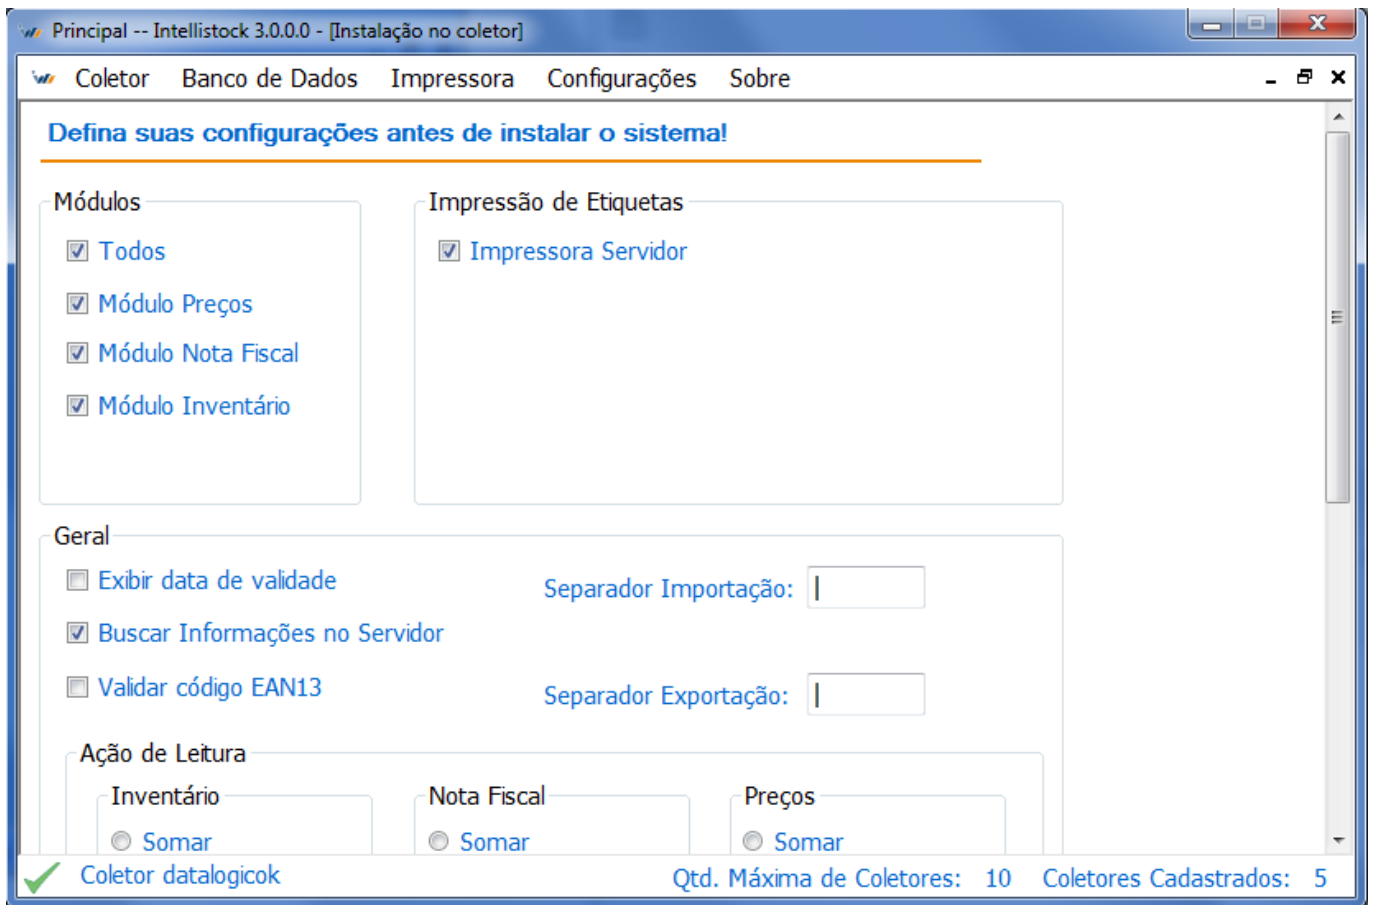 Principal -- Intellistock 3.0.0.0 - [Instalação no coletor]
Coletor Banco de Dados Impressora Configurações Sobre
Defina suas configurações antes de instalar o sistema!
Módulos
Todos
Módulo Preços
Módulo Nota Fiscal
Módulo Inventário
Impressão de Etiquetas
Impressora Servidor
Geral
Exibir data de validade
Buscar Informações no Servidor
Validar código EAN13
Separador Importação: |
Separador Exportação: |
Ação de Leitura
Inventário
Somar
Nota Fiscal
Somar
Preços
Somar
Coletor datalogicok
Qtd. Máxima de Coletores: 10 Coletores Cadastrados: 5